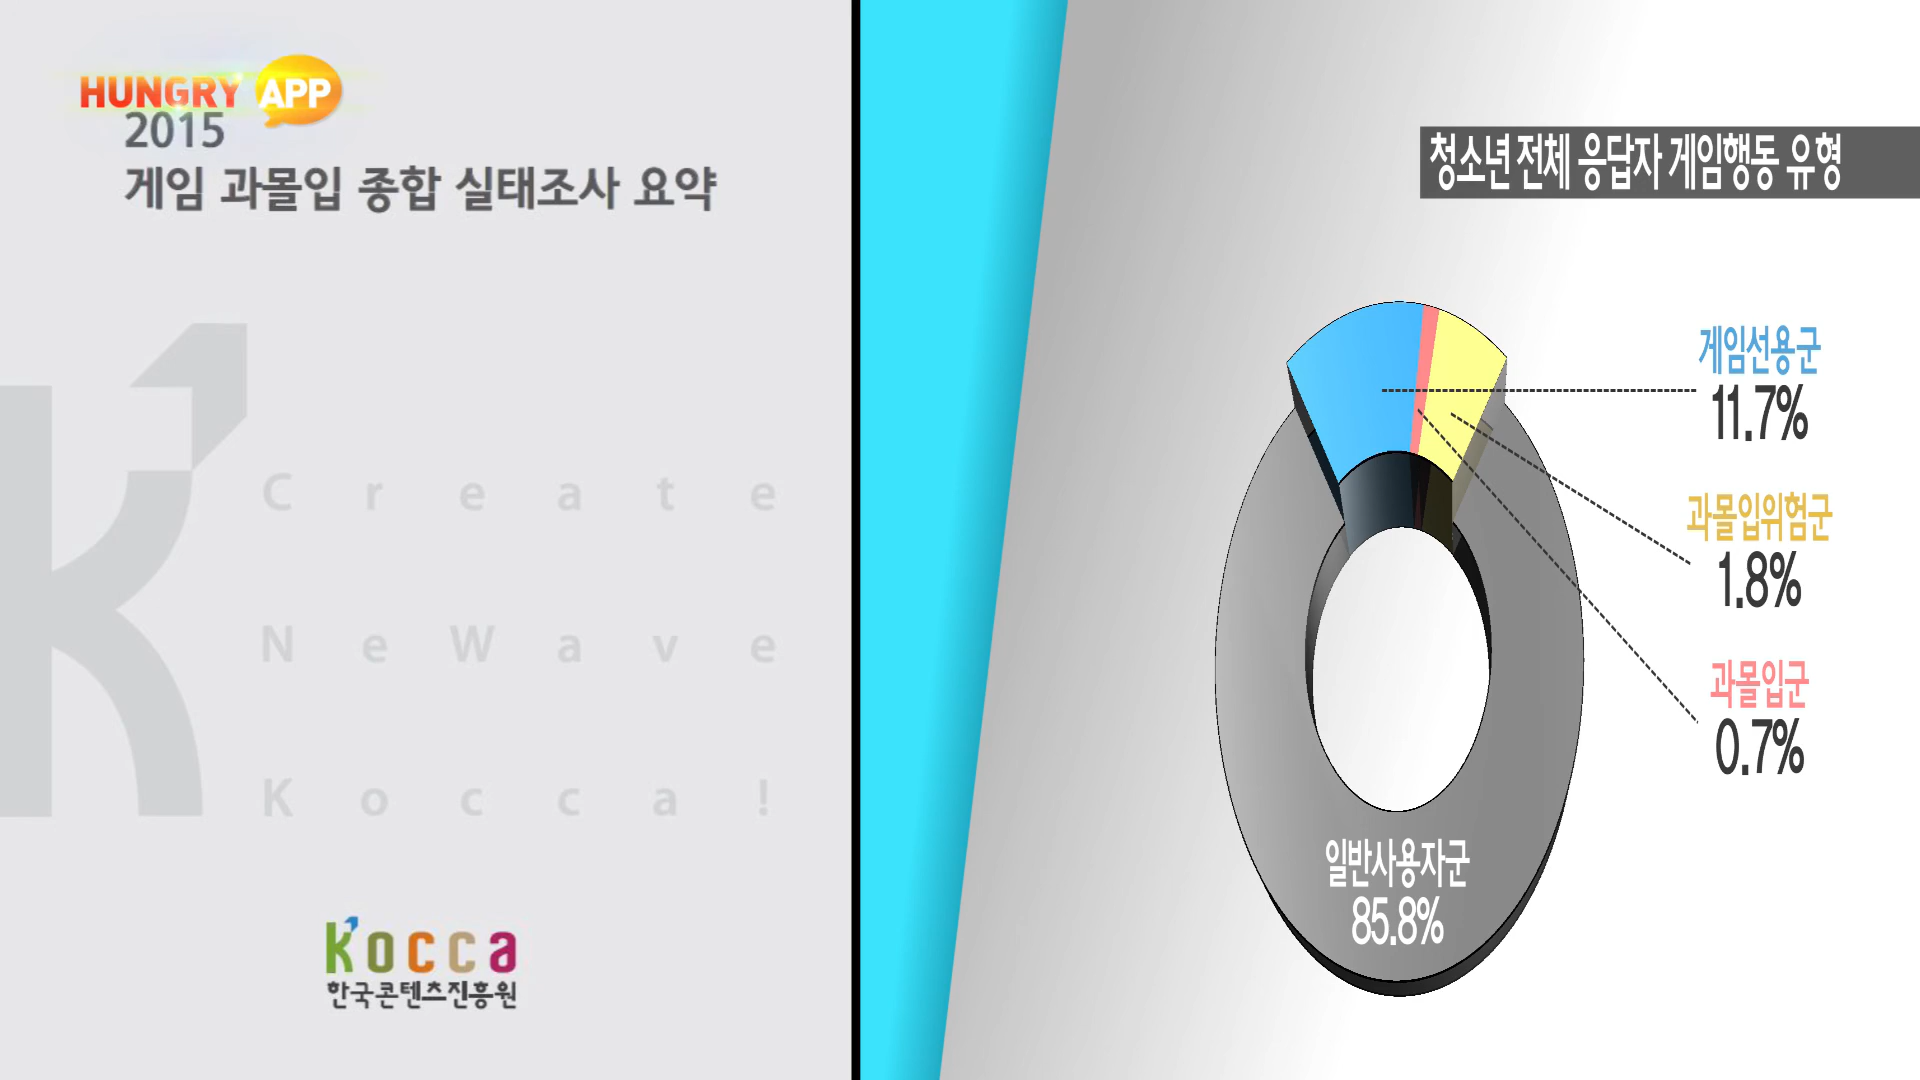 HUNGRY APP
2015
게임 과몰입 종합 실태조사 요약
Create
NeWave
Kocca!
Kocca
한국콘텐츠진흥원
청소년 전체 응답자 게임행동 유형
게임선용군
11.7%
과몰입위험군
1.8%
과몰입군
0.7%
일반사용자군
85.8%